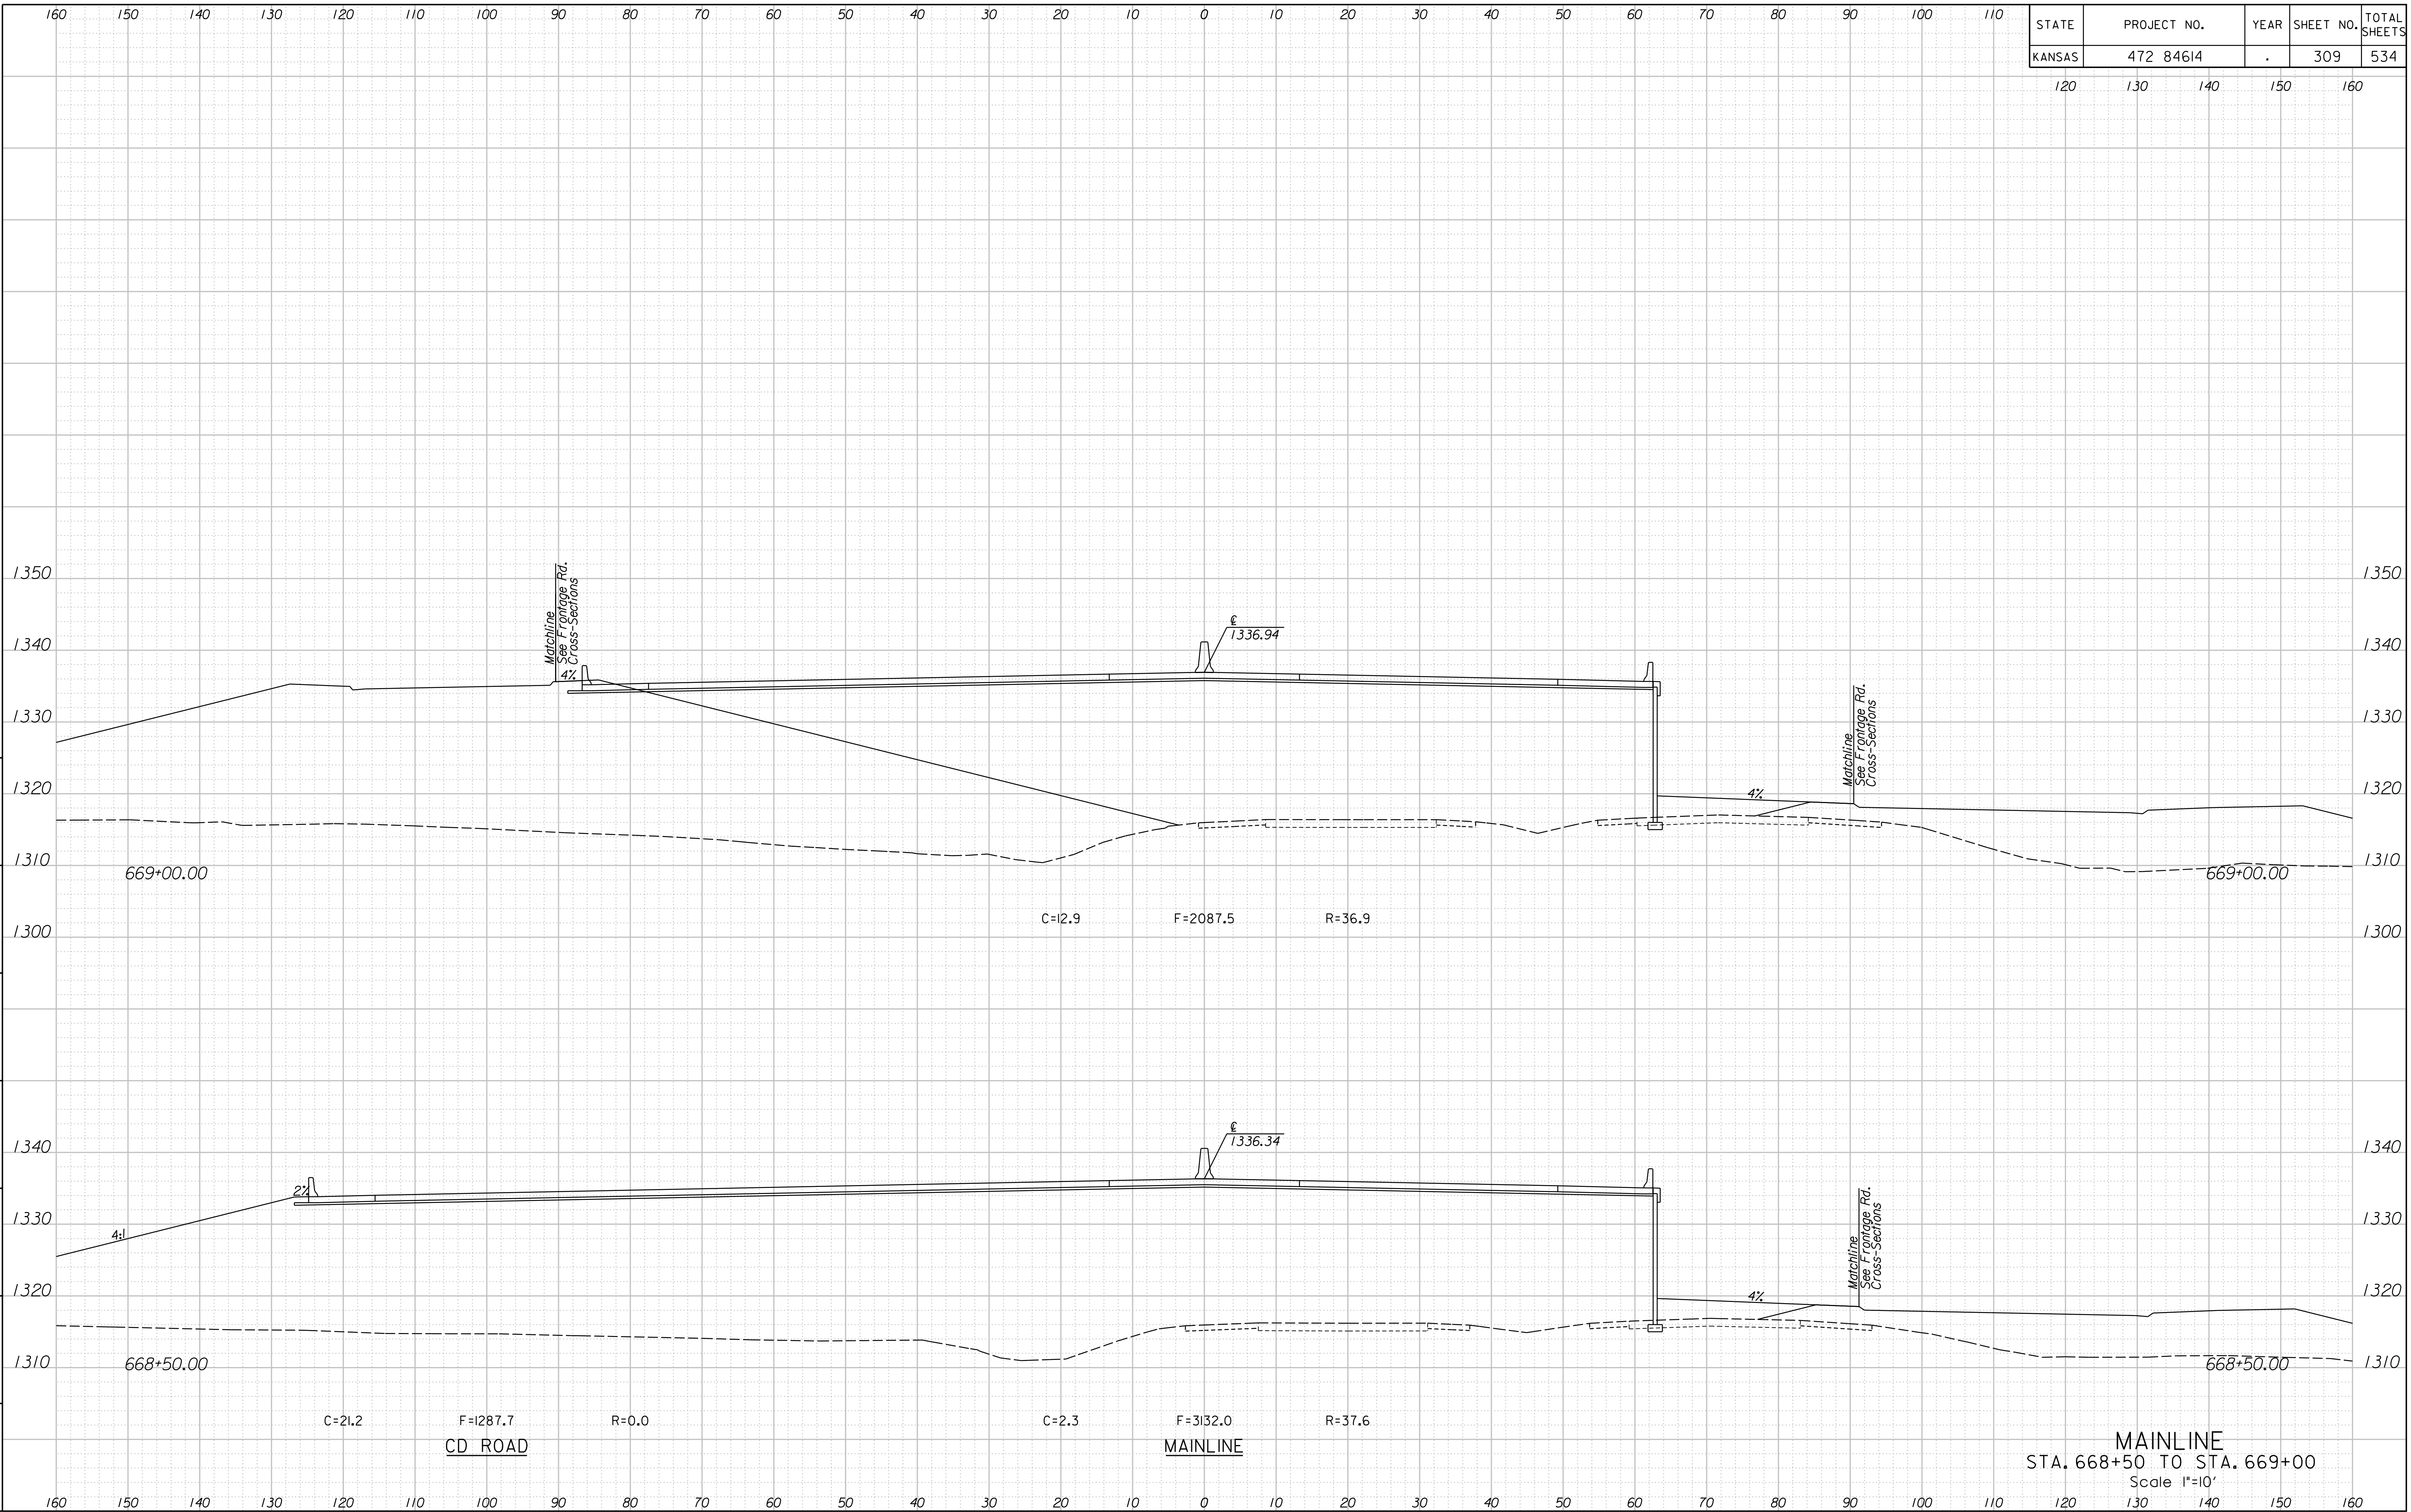 160 150 140 130 120 110 100 90 80 70 60 50 40 30 20 10 0 10 20 30 40 50 60 70 80 90 100 110
STATE PROJECT NO. YEAR SHEET NO. TOTAL SHEETS
KANSAS 472 84614 . 309 534
120 130 140 150 160
1350 1350
Matchline
See Frontage Rd.
Cross-Sections
℄
1336.94
1340 1340
4%
1330 1330
Matchline
See Frontage Rd.
Cross-Sections
1320 4% 1320
1310 1310
669+00.00 669+00.00
C=12.9 F=2087.5 R=36.9
1300 1300
℄
1336.34
1340 1340
2%
1330 1330
4:1
Matchline
See Frontage Rd.
Cross-Sections
1320 4% 1320
1310 668+50.00 668+50.00 1310
C=21.2 F=1287.7 R=0.0 C=2.3 F=3132.0 R=37.6
CD ROAD MAINLINE
MAINLINE
STA. 668+50 TO STA. 669+00
Scale 1"=10'
160 150 140 130 120 110 100 90 80 70 60 50 40 30 20 10 0 10 20 30 40 50 60 70 80 90 100 110 120 130 140 150 160